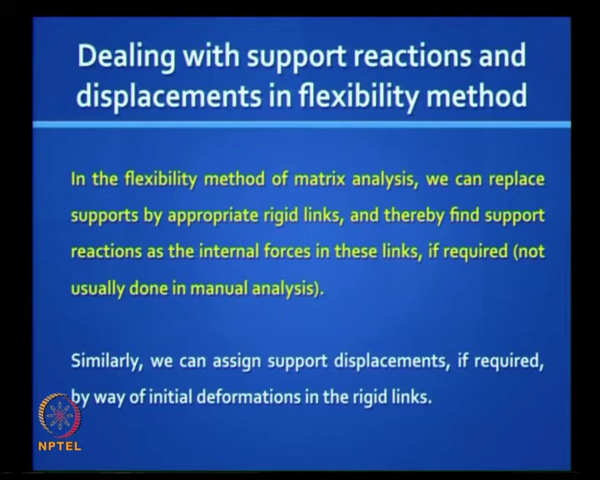 Dealing with support reactions and
displacements in flexibility method
In the flexibility method of matrix analysis, we can replace
supports by appropriate rigid links, and thereby find support
reactions as the internal forces in these links, if required (not
usually done in manual analysis).
Similarly, we can assign support displacements, if required,
by way of initial deformations in the rigid links.
NPTEL